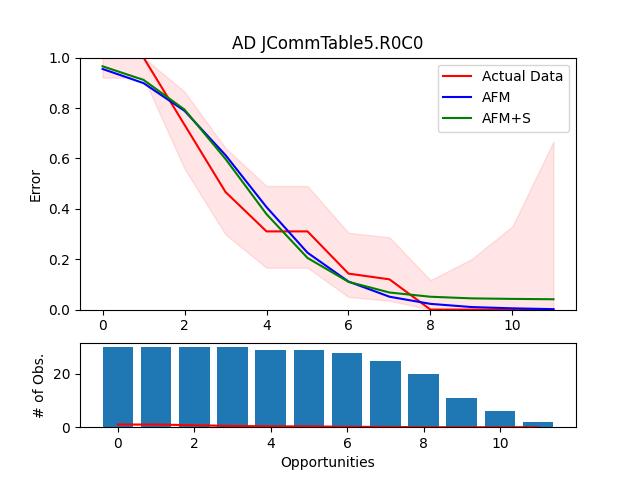 AD JCommTable5.R0C0
1.0
0.8
0.6
0.4
0.2
0.0
Error
Actual Data
AFM
AFM+S
0 2 4 6 8 10
20
0
# of Obs.
0 2 4 6 8 10
Opportunities